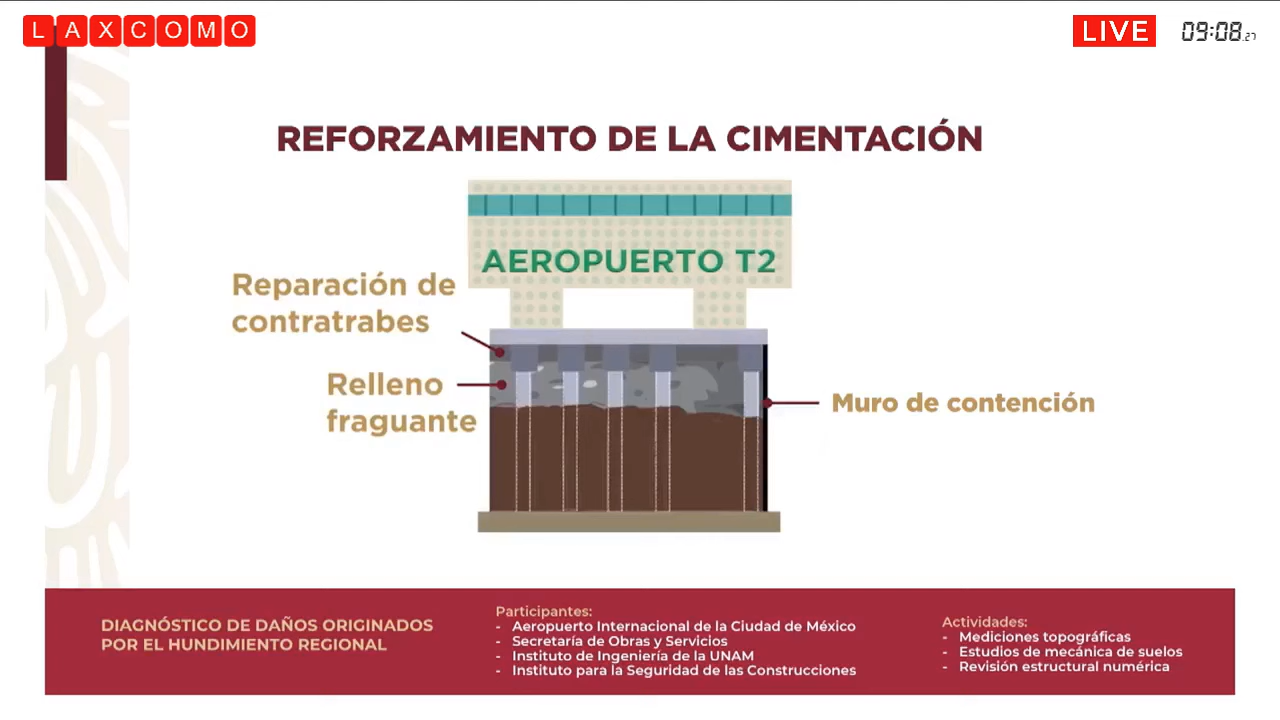 LAXCOMO
LIVE
09:08.27
REFORZAMIENTO DE LA CIMENTACIÓN
AEROPUERTO T2
Reparación de
contratrabes
Relleno
fraguante
Muro de contención
DIAGNÓSTICO DE DAÑOS ORIGINADOS
POR EL HUNDIMIENTO REGIONAL
Participantes:
- Aeropuerto Internacional de la Ciudad de México
- Secretaría de Obras y Servicios
- Instituto de Ingeniería de la UNAM
- Instituto para la Seguridad de las Construcciones
Actividades:
- Mediciones topográficas
- Estudios de mecánica de suelos
- Revisión estructural numérica